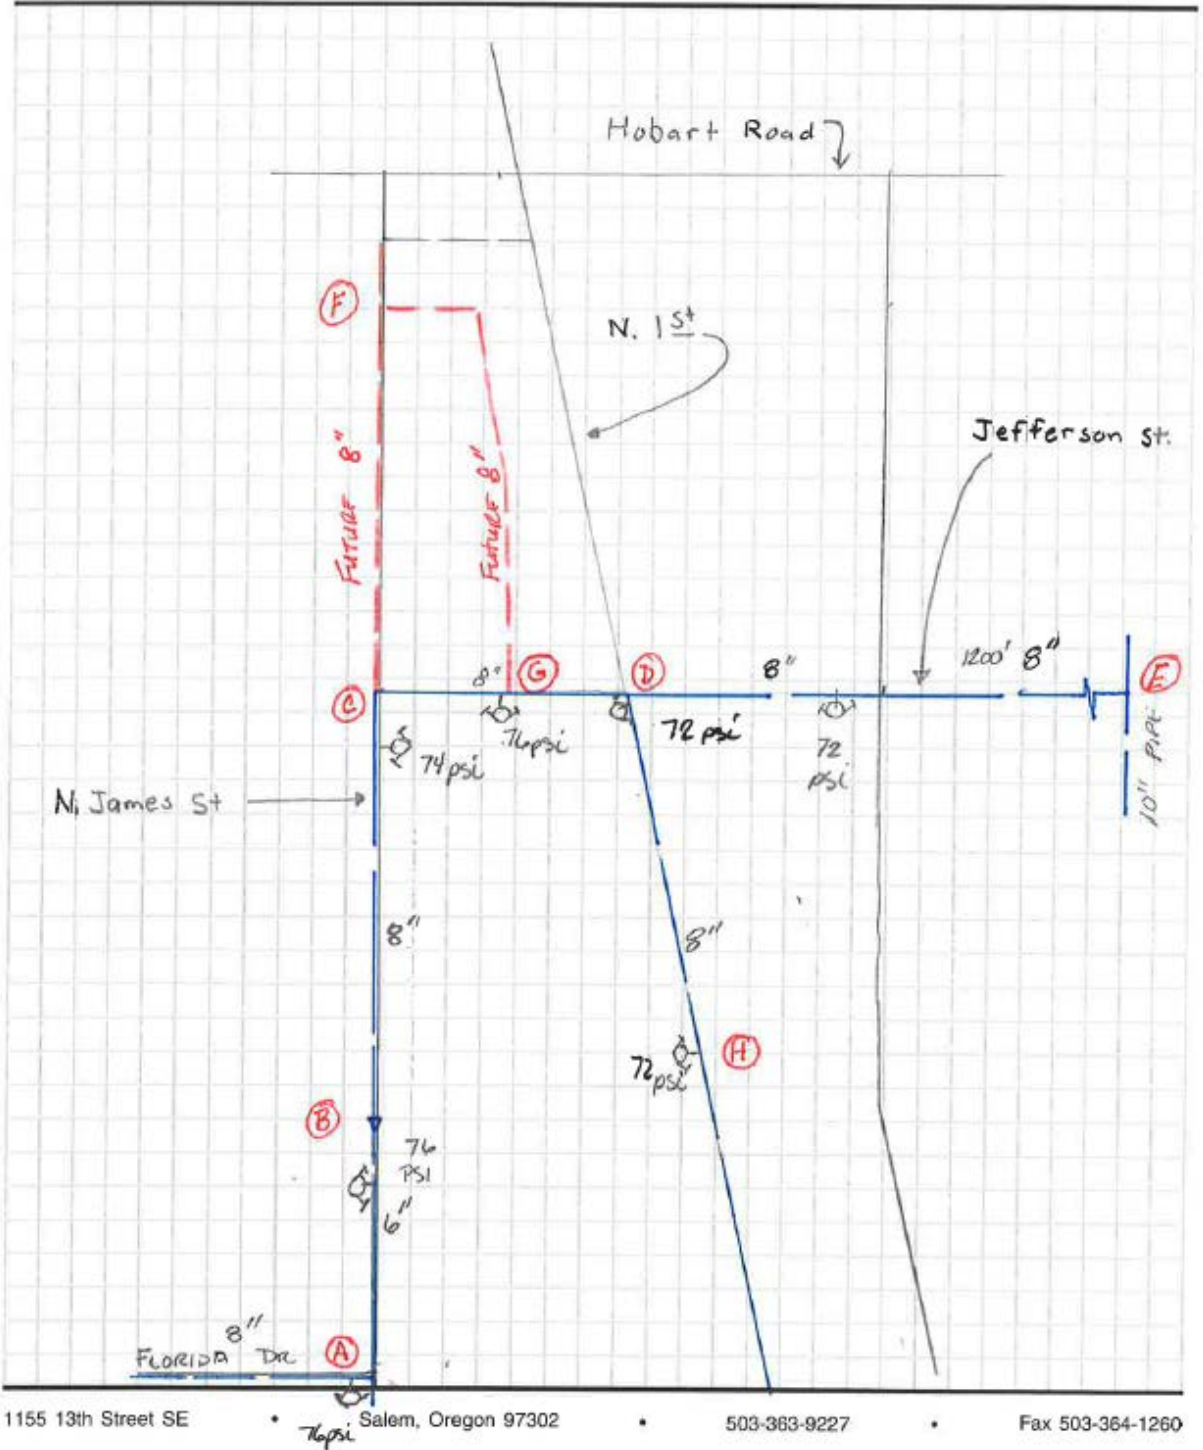 Hobart Road
F
N. 1st
Jefferson St.
FUTURE 8"
FUTURE 8"
8"
G
D
8"
1200' 8"
E
C
76psi
72 psi
74psi
72
psi
10" PIPE
N. James St
8"
8"
72psi
H
B
76
PSI
6"
8"
FLORIDA DR
A
1155 13th Street SE • Salem, Oregon 97302 • 503-363-9227 • Fax 503-364-1260
76psi